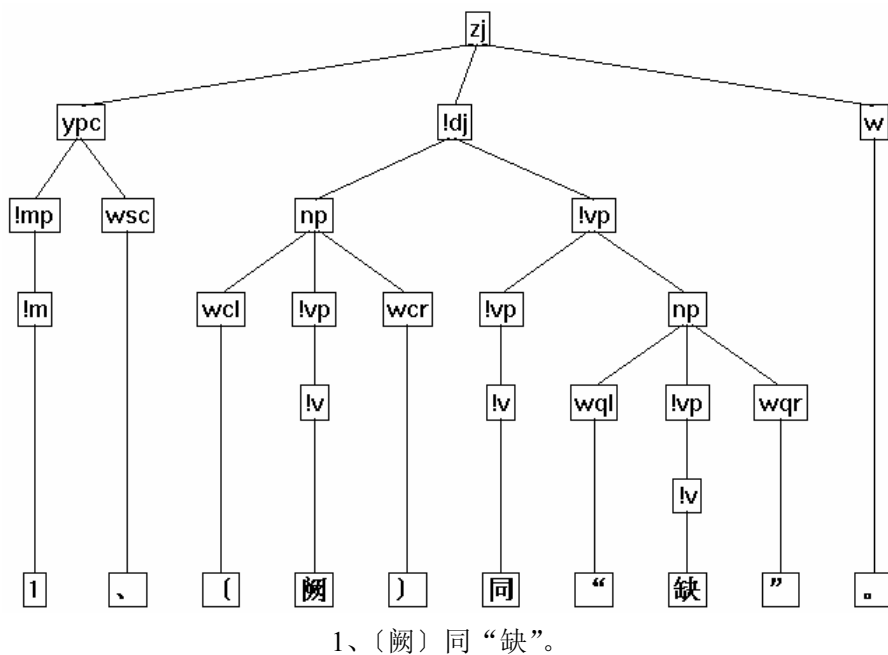 zj
ypc !dj w
!mp wsc np !vp
!m wcl !vp wcr !vp np
!v !v wql !vp wqr
!v
1 、 〔 阙 〕 同 “ 缺 ” 。
1、〔阙〕同“缺”。